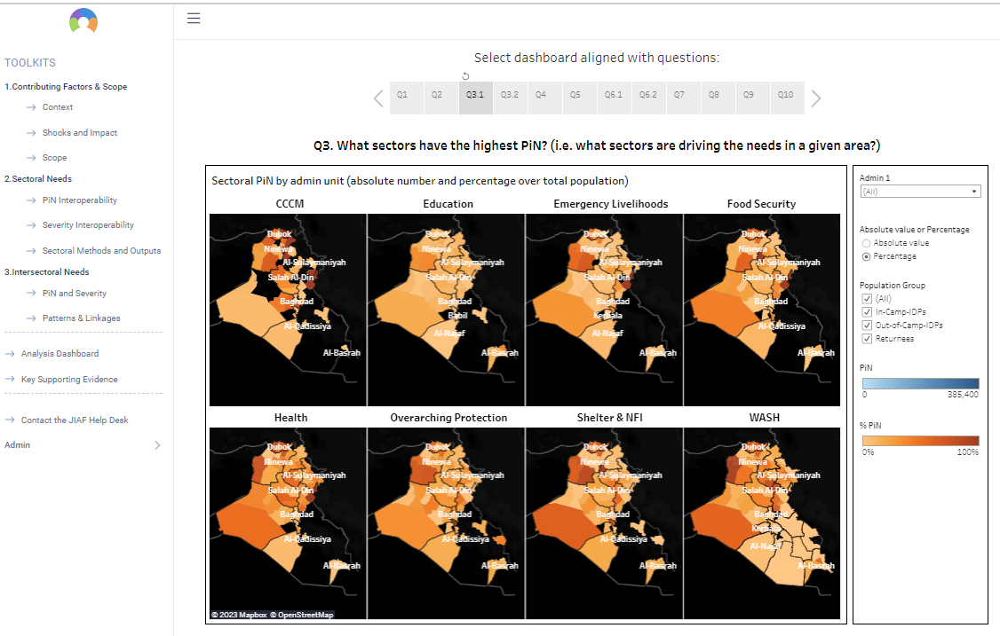 TOOLKITS
1.Contributing Factors & Scope
Context
Shocks and Impact
Scope
2.Sectoral Needs
PiN Interoperability
Severity Interoperability
Sectoral Methods and Outputs
3.Intersectoral Needs
PiN and Severity
Patterns & Linkages
Analysis Dashboard
Key Supporting Evidence
Contact the JIAF Help Desk
Admin
Select dashboard aligned with questions:
Q1 Q2 Q3.1 Q3.2 Q4 Q5 Q6.1 Q6.2 Q7 Q8 Q9 Q10
Q3. What sectors have the highest PiN? (i.e. what sectors are driving the needs in a given area?)
Sectoral PiN by admin unit (absolute number and percentage over total population)
CCCM Education Emergency Livelihoods Food Security
Duhok Duhok Duhok Duhok
Ninewa Ninewa Ninewa Ninewa
Al-Sulaymaniyah Al-Sulaymaniyah Al-Sulaymaniyah Al-Sulaymaniyah
Salah Al-Din Salah Al-Din Salah Al-Din Salah Al-Din
Baghdad Baghdad Baghdad Baghdad
Babil Kerbala
Al-Qadissiya Al-Najaf Al-Najaf Al-Qadissiya
Al-Basrah Al-Basrah Al-Basrah Al-Basrah
Health Overarching Protection Shelter & NFI WASH
Duhok Duhok Duhok Duhok
Ninewa Ninewa Ninewa Ninewa
Al-Sulaymaniyah Al-Sulaymaniyah Al-Sulaymaniyah Al-Sulaymaniyah
Salah Al-Din Salah Al-Din Salah Al-Din Salah Al-Din
Baghdad Baghdad Baghdad Baghdad
Kerbala
Al-Qadissiya Al-Qadissiya Al-Qadissiya Al-Najaf
Al-Basrah Al-Basrah Al-Basrah Al-Basrah
© 2023 Mapbox © OpenStreetMap
Admin 1
(All)
Absolute value or Percentage
Absolute value
Percentage
Population Group
(All)
In-Camp-IDPs
Out-of-Camp-IDPs
Returnees
PiN
0 385,400
% PiN
0% 100%